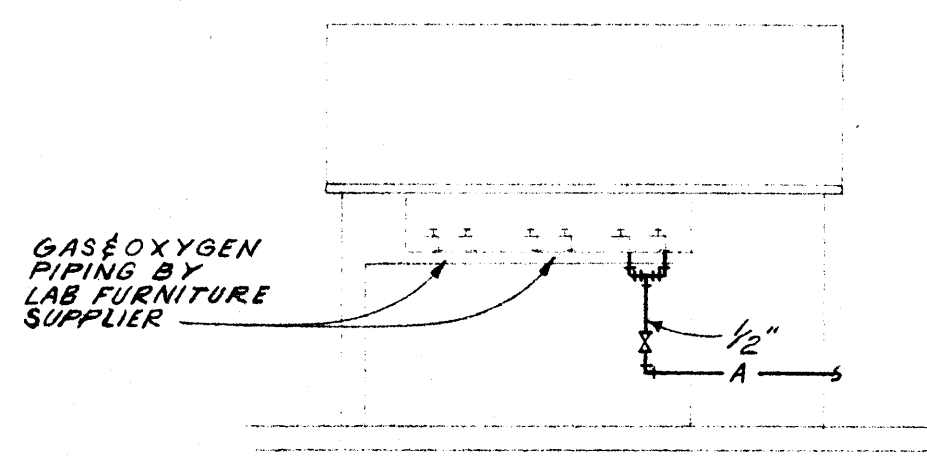 GAS & OXYGEN
PIPING BY
LAB FURNITURE
SUPPLIER
1/2"
A